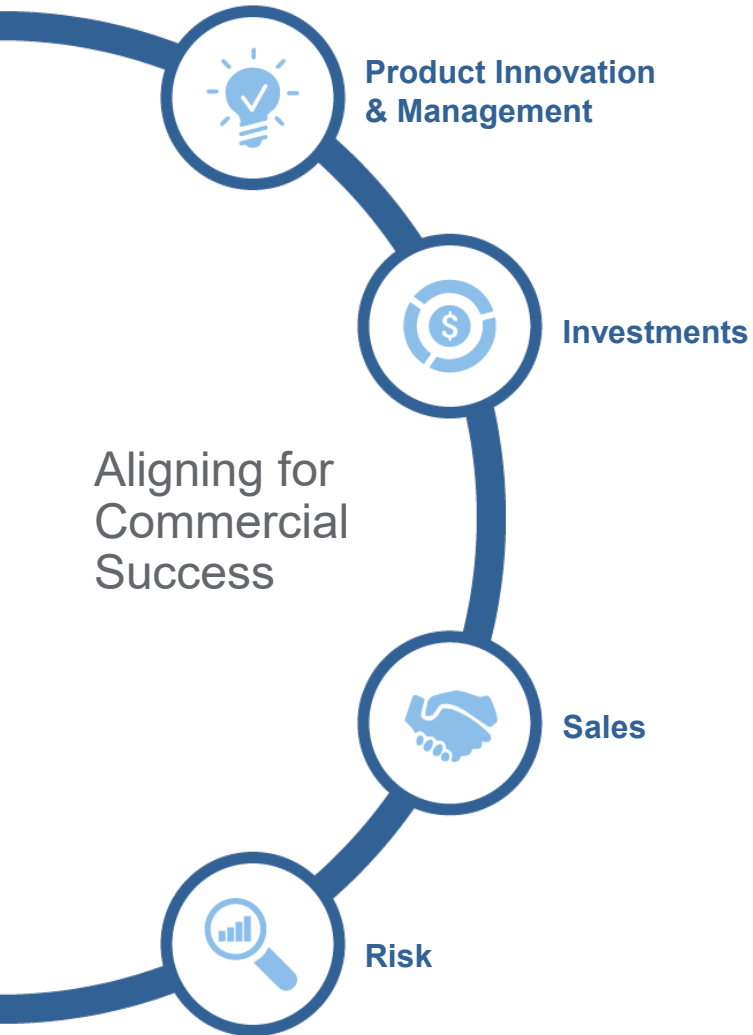 Product Innovation
& Management
Investments
Aligning for
Commercial
Success
Sales
Risk